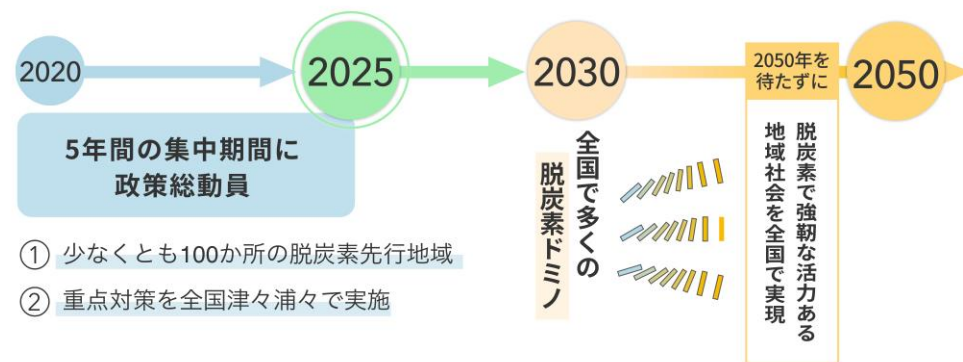 2020
2025
2030
2050年を
待たずに
2050
5年間の集中期間に
政策総動員
① 少なくとも100か所の脱炭素先行地域
② 重点対策を全国津々浦々で実施
全国で多くの
脱炭素ドミノ
脱炭素で強靭な活力ある
地域社会を全国で実現